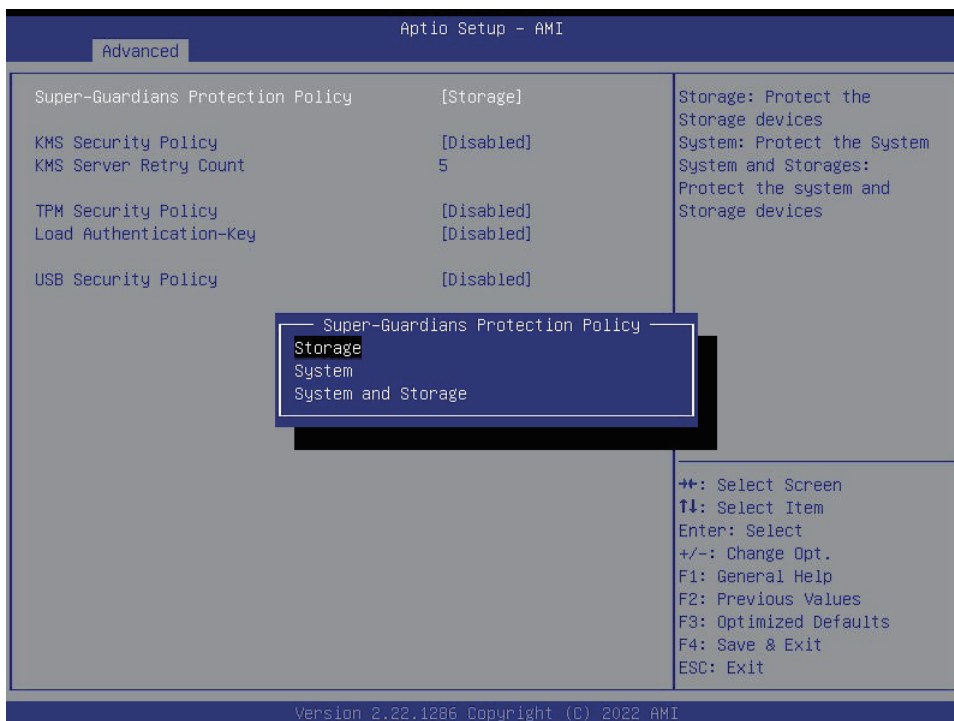 Aptio Setup - AMI
Advanced
Super-Guardians Protection Policy [Storage]
KMS Security Policy [Disabled]
KMS Server Retry Count 5
TPM Security Policy [Disabled]
Load Authentication-Key [Disabled]
USB Security Policy [Disabled]
Super-Guardians Protection Policy
Storage
System
System and Storage
Storage: Protect the
Storage devices
System: Protect the System
System and Storages:
Protect the system and
Storage devices
→←: Select Screen
↑↓: Select Item
Enter: Select
+/-: Change Opt.
F1: General Help
F2: Previous Values
F3: Optimized Defaults
F4: Save & Exit
ESC: Exit
Version 2.22.1286 Copyright (C) 2022 AMI